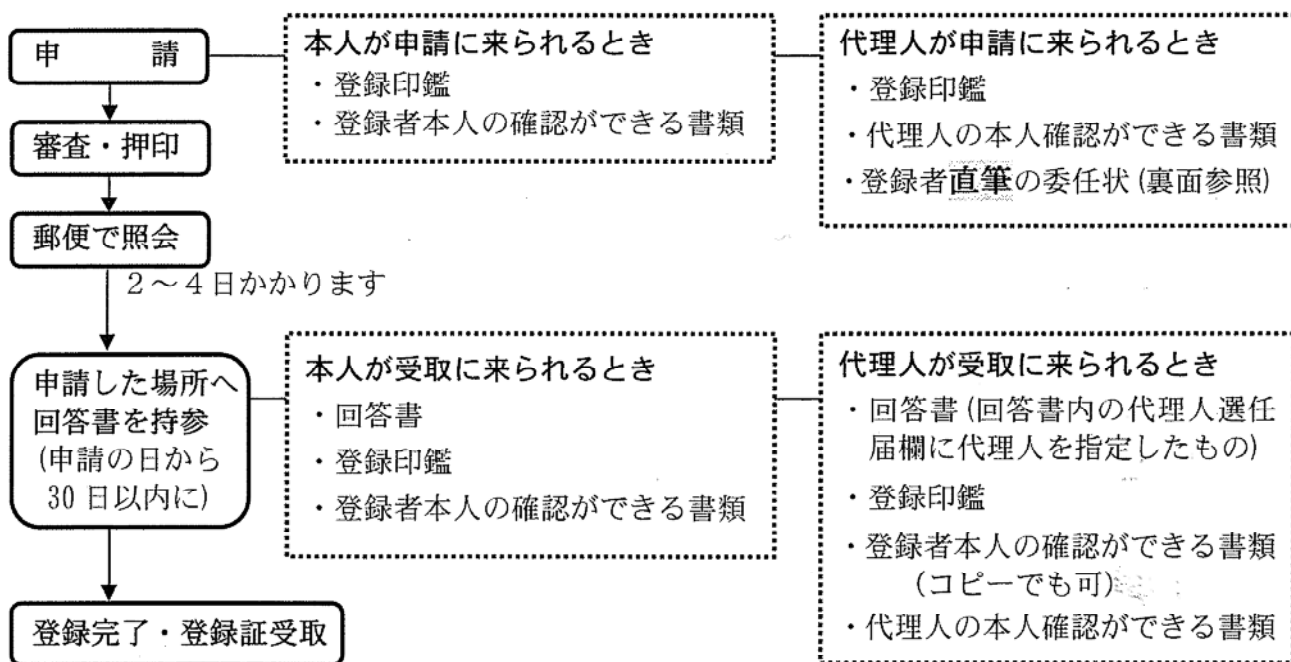 申　　請
審査・押印
郵便で照会
２～４日かかります
申請した場所へ
回答書を持参
(申請の日から
30 日以内に)
登録完了・登録証受取
本人が申請に来られるとき
・登録印鑑
・登録者本人の確認ができる書類
代理人が申請に来られるとき
・登録印鑑
・代理人の本人確認ができる書類
・登録者直筆の委任状 (裏面参照)
本人が受取に来られるとき
・回答書
・登録印鑑
・登録者本人の確認ができる書類
代理人が受取に来られるとき
・回答書 (回答書内の代理人選任
届欄に代理人を指定したもの)
・登録印鑑
・登録者本人の確認ができる書類
（コピーでも可）
・代理人の本人確認ができる書類